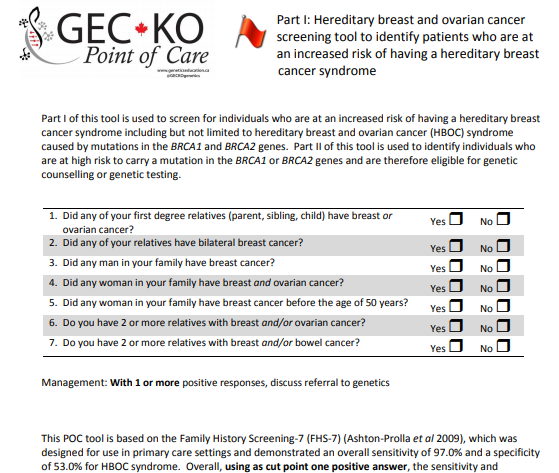 GEC KO
Point of Care
www.geneticseducation.ca
@GECKOgenetics
Part I: Hereditary breast and ovarian cancer
screening tool to identify patients who are at
an increased risk of having a hereditary breast
cancer syndrome
Part I of this tool is used to screen for individuals who are at an increased risk of having a hereditary breast
cancer syndrome including but not limited to hereditary breast and ovarian cancer (HBOC) syndrome
caused by mutations in the BRCA1 and BRCA2 genes. Part II of this tool is used to identify individuals who
are at high risk to carry a mutation in the BRCA1 or BRCA2 genes and are therefore eligible for genetic
counselling or genetic testing.
1. Did any of your first degree relatives (parent, sibling, child) have breast or
ovarian cancer? Yes No
2. Did any of your relatives have bilateral breast cancer? Yes No
3. Did any man in your family have breast cancer? Yes No
4. Did any woman in your family have breast and ovarian cancer? Yes No
5. Did any woman in your family have breast cancer before the age of 50 years? Yes No
6. Do you have 2 or more relatives with breast and/or ovarian cancer? Yes No
7. Do you have 2 or more relatives with breast and/or bowel cancer? Yes No
Management: With 1 or more positive responses, discuss referral to genetics
This POC tool is based on the Family History Screening-7 (FHS-7) (Ashton-Prolla et al 2009), which was
designed for use in primary care settings and demonstrated an overall sensitivity of 97.0% and a specificity
of 53.0% for HBOC syndrome. Overall, using as cut point one positive answer, the sensitivity and